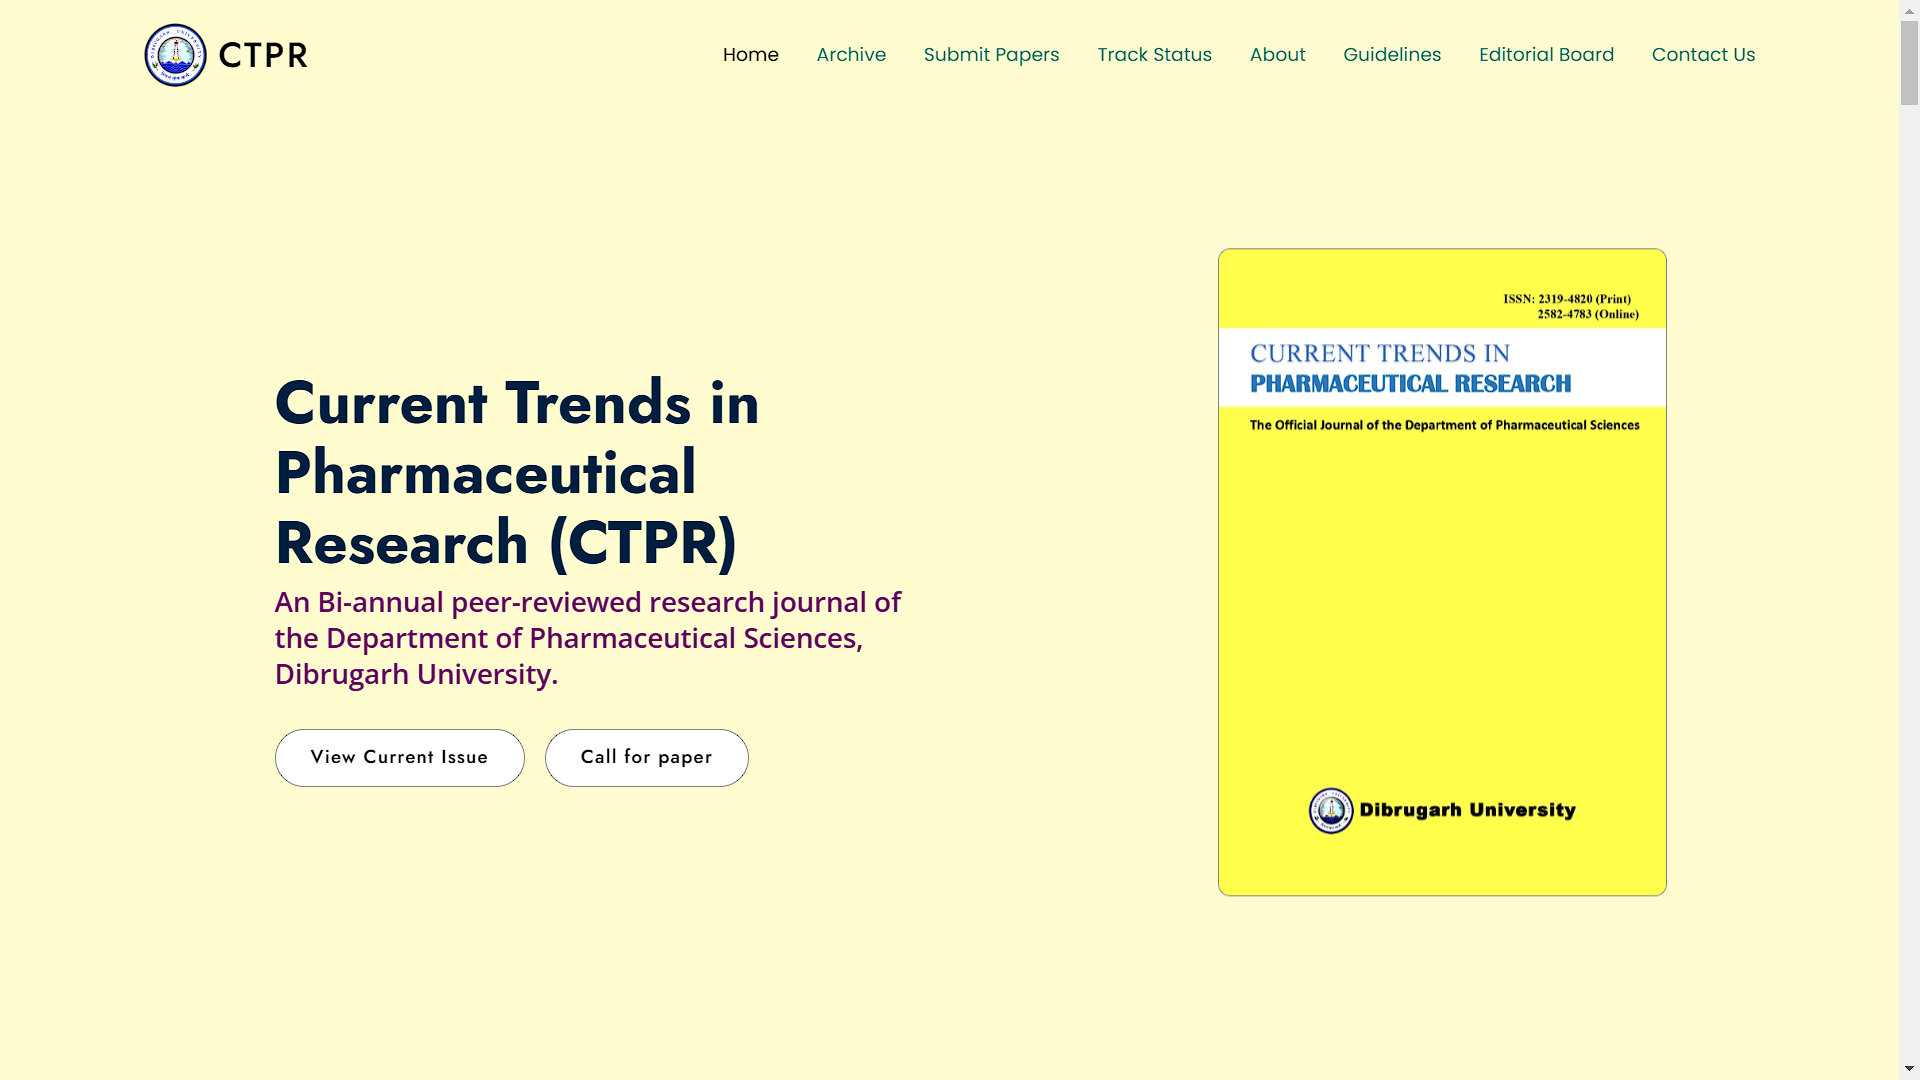 CTPR
Home Archive Submit Papers Track Status About Guidelines Editorial Board Contact Us
Current Trends in
Pharmaceutical
Research (CTPR)
An Bi-annual peer-reviewed research journal of
the Department of Pharmaceutical Sciences,
Dibrugarh University.
View Current Issue Call for paper
ISSN: 2319-4820 (Print)
2582-4783 (Online)
CURRENT TRENDS IN
PHARMACEUTICAL RESEARCH
The Official Journal of the Department of Pharmaceutical Sciences
Dibrugarh University